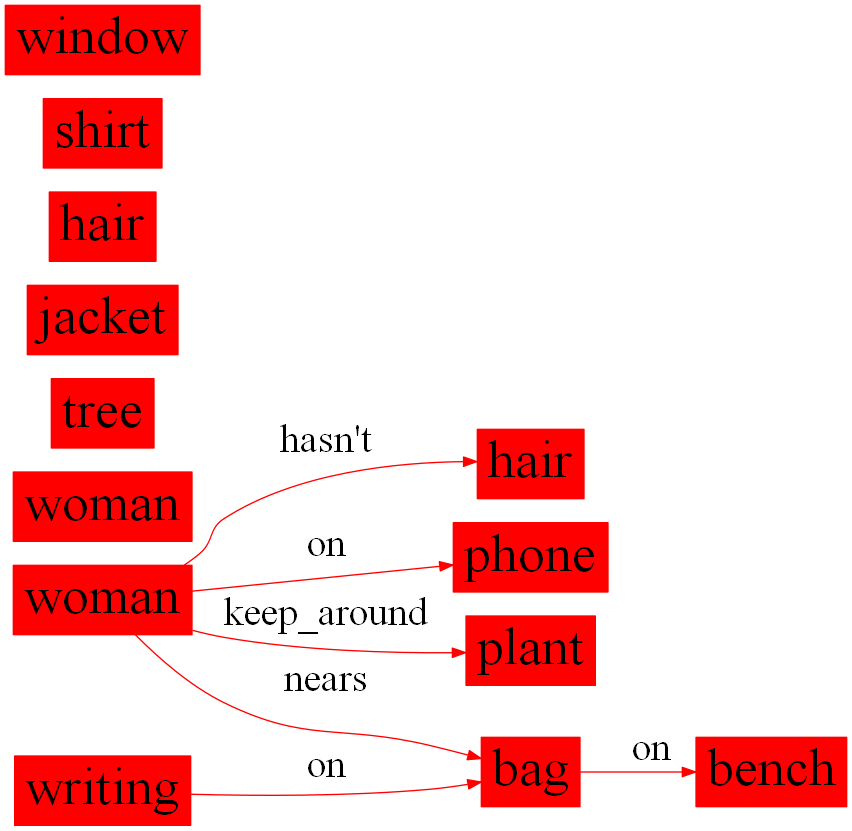 window
shirt
hair
jacket
tree
woman
hasn't
hair
on
phone
woman
keep_around
plant
nears
on
bag
on
bench
writing